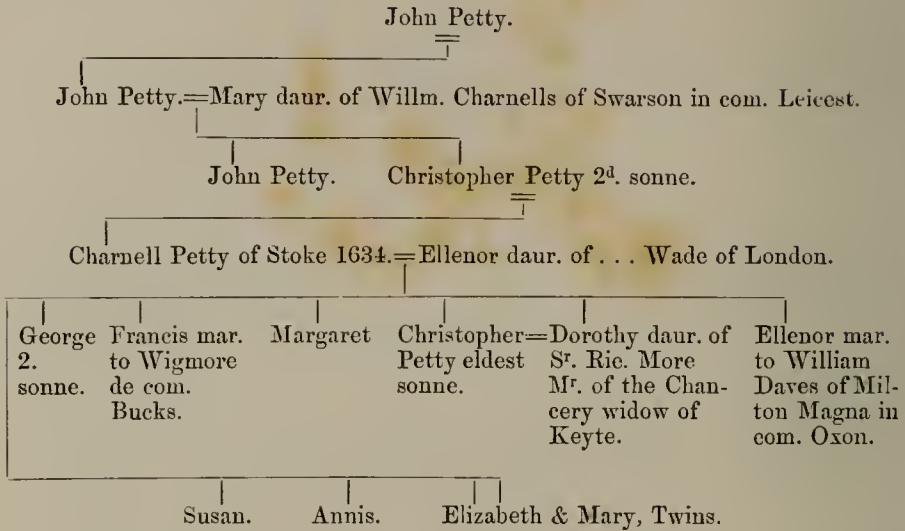 John Petty.
John Petty.=Mary daur. of Willm. Charnells of Swarson in com. Leicest.
John Petty. Christopher Petty 2d. sonne.
Charnell Petty of Stoke 1634.=Ellenor daur. of . . . Wade of London.
George
2.
sonne.
Francis mar.
to Wigmore
de com.
Bucks.
Margaret
Christopher=
Petty eldest
sonne.
Dorothy daur. of
Sr. Ric. More
Mr. of the Chan-
cery widow of
Keyte.
Ellenor mar.
to William
Daves of Mil-
ton Magna in
com. Oxon.
Susan. Annis. Elizabeth & Mary, Twins.